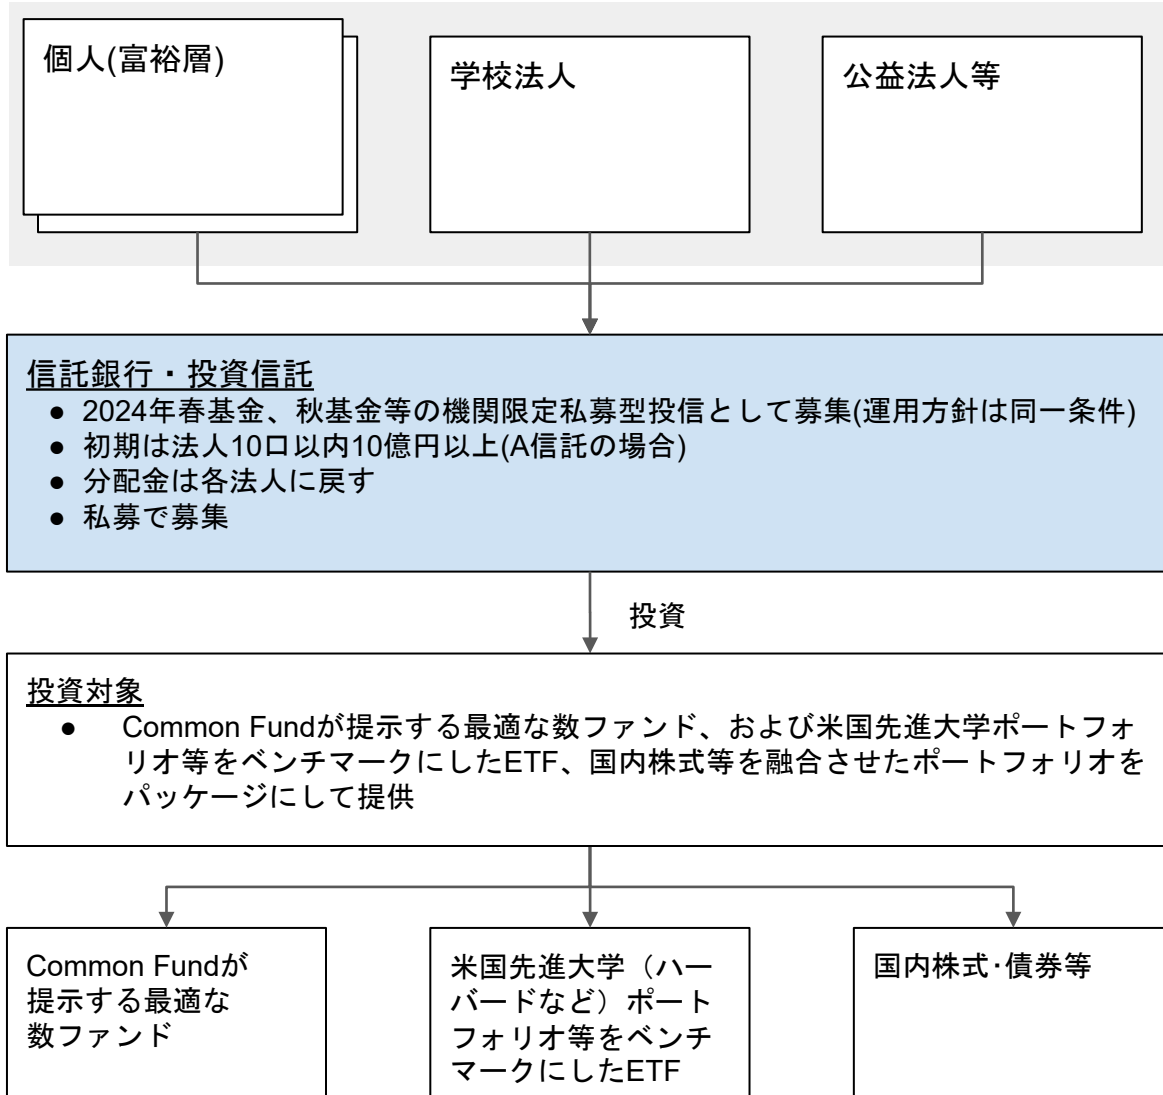 個人(富裕層)
学校法人
公益法人等
信託銀行・投資信託
● 2024年春基金、秋基金等の機関限定私募型投信として募集(運用方針は同一条件)
● 初期は法人10口以内10億円以上(A信託の場合)
● 分配金は各法人に戻す
● 私募で募集
投資
投資対象
● Common Fundが提示する最適な数ファンド、および米国先進大学ポートフォ
リオ等をベンチマークにしたETF、国内株式等を融合させたポートフォリオを
パッケージにして提供
Common Fundが
提示する最適な
数ファンド
米国先進大学（ハー
バードなど）ポート
フォリオ等をベンチ
マークにしたETF
国内株式･債券等